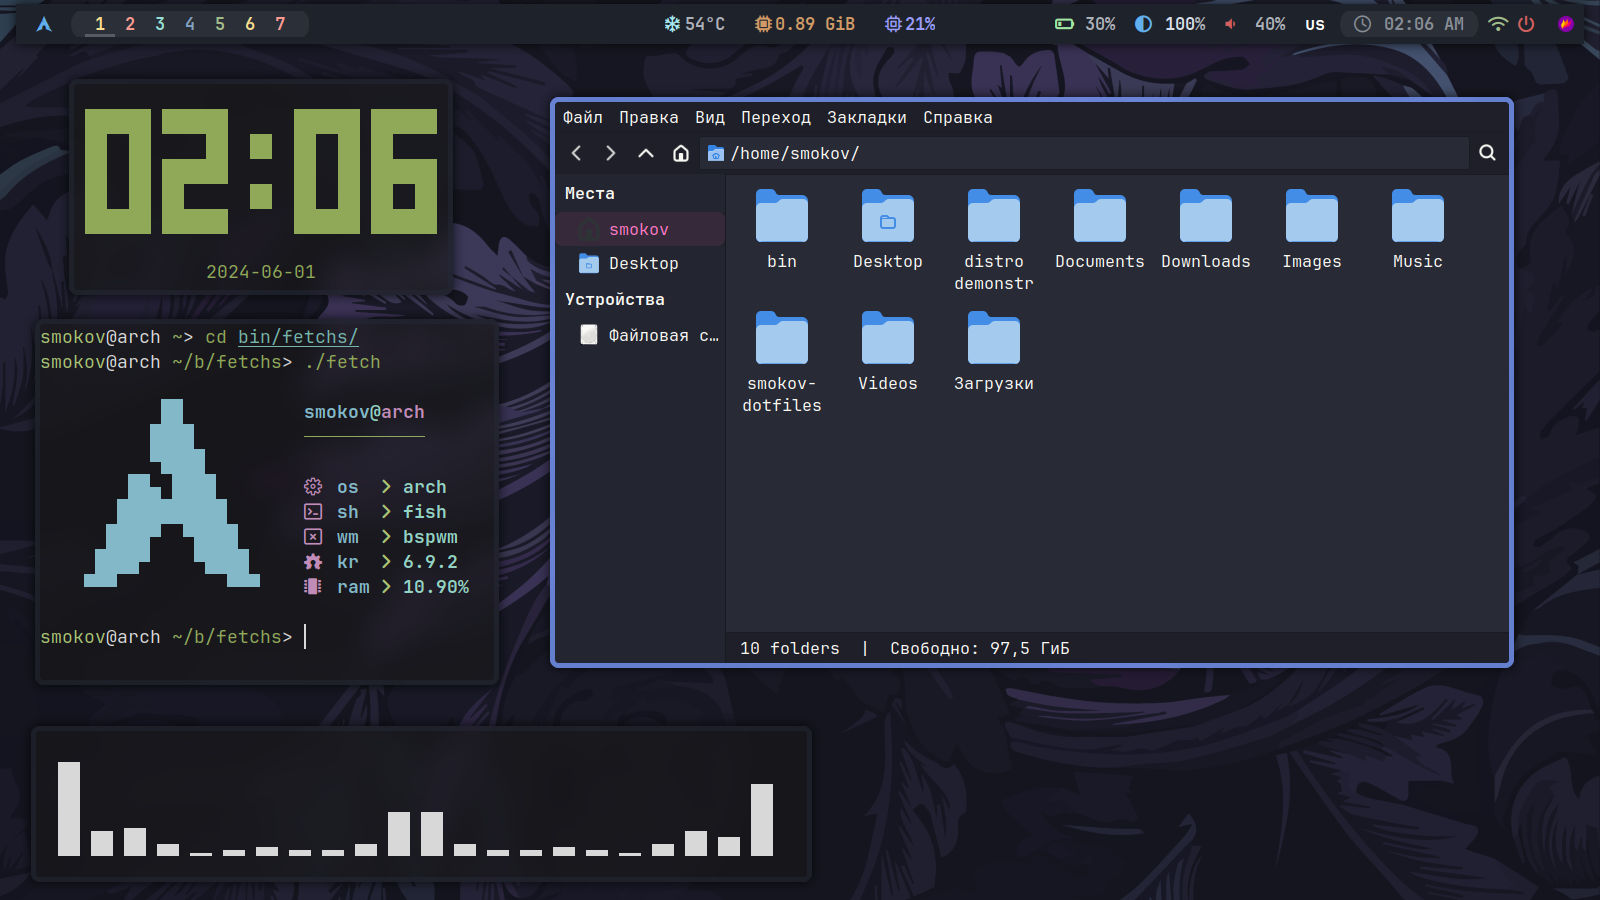 1 2 3 4 5 6 7 54°C 0.89 GiB 21% 30% 100% 40% US 02:06 AM
02:06
2024-06-01
smokov@arch ~> cd bin/fetchs/
smokov@arch ~/b/fetchs> ./fetch
smokov@arch
os > arch
sh > fish
wm > bspwm
kr > 6.9.2
ram > 10.90%
smokov@arch ~/b/fetchs>
Файл Правка Вид Переход Закладки Справка
/home/smokov/
Места
smokov
Desktop
Устройства
Файловая с…
bin
Desktop
distro
demonstr
Documents
Downloads
Images
Music
smokov-
dotfiles
Videos
Загрузки
10 folders | Свободно: 97,5 ГиБ